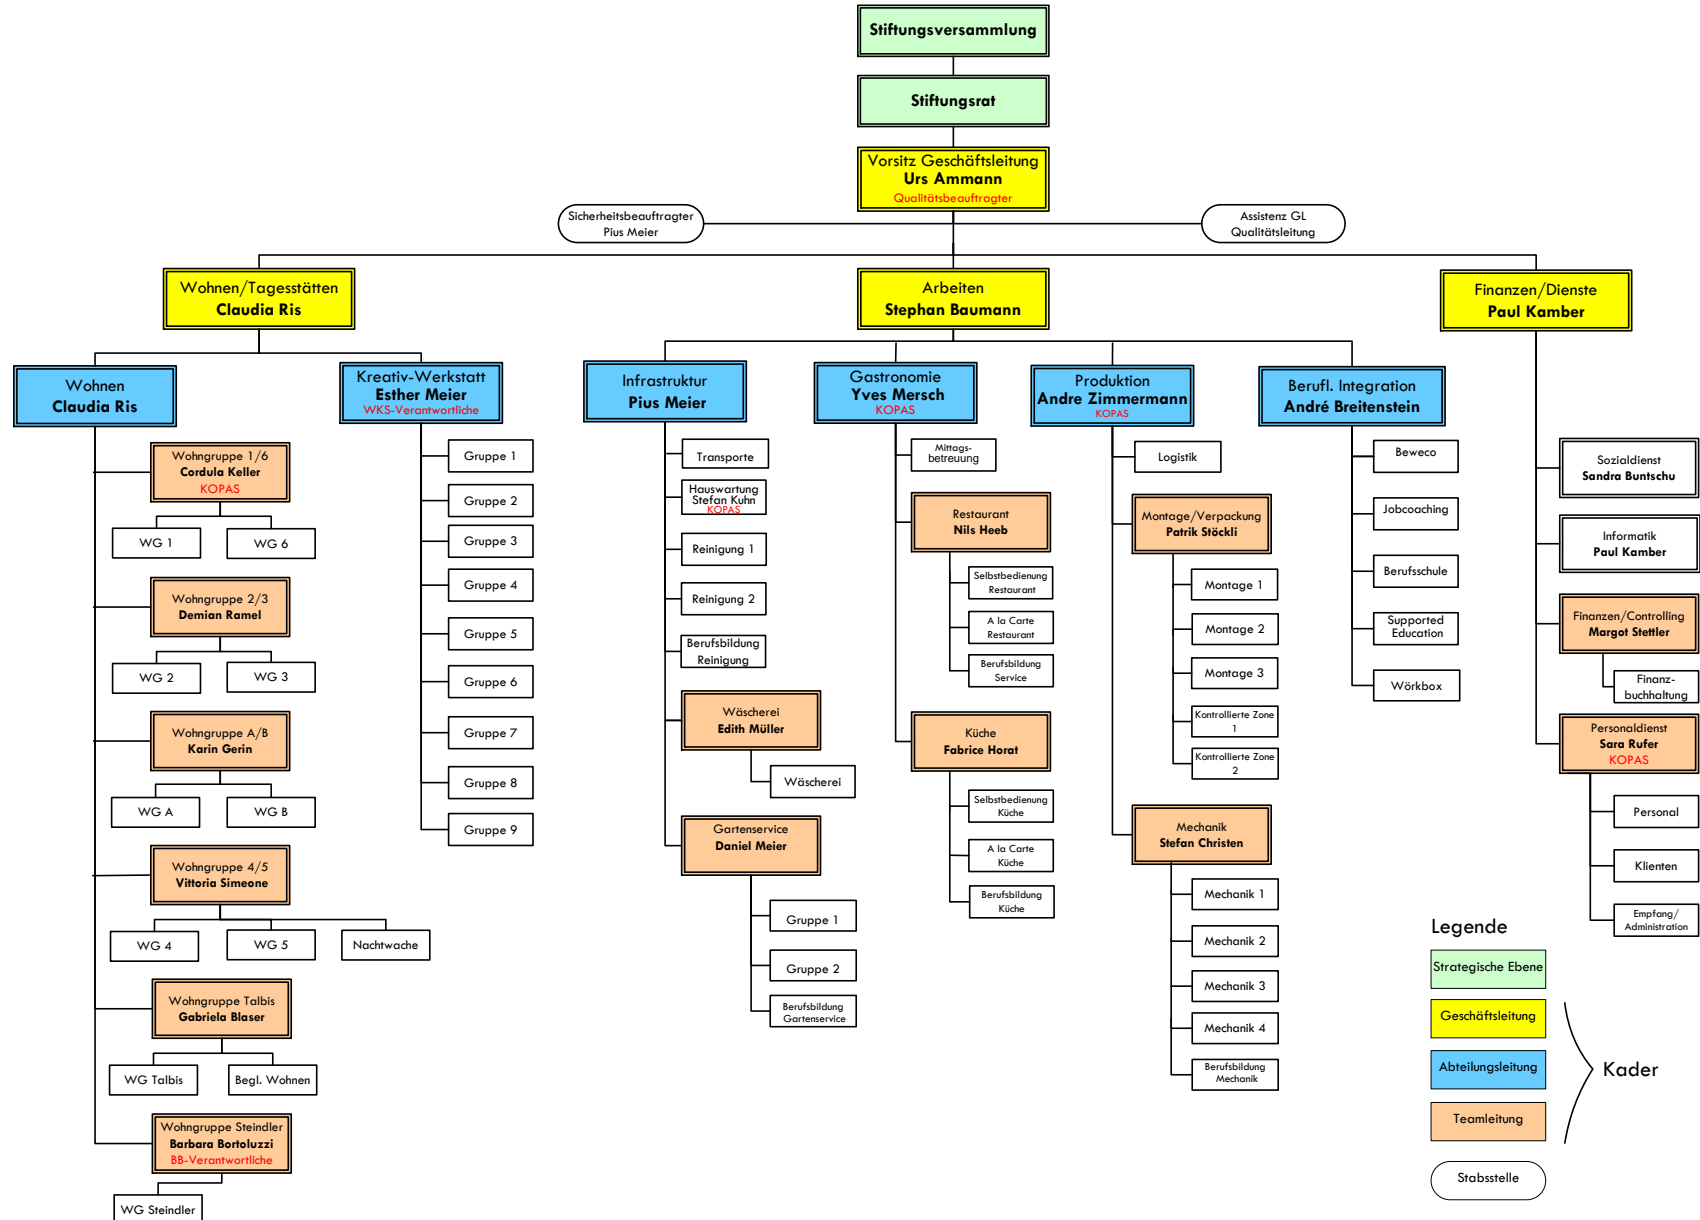 Stiftungsversammlung
Stiftungsrat
Vorsitz Geschäftsleitung
Urs Ammann
Qualitätsbeauftragter
Sicherheitsbeauftragter
Pius Meier
Assistenz GL
Qualitätsleitung
Wohnen/Tagesstätten
Claudia Ris
Arbeiten
Stephan Baumann
Finanzen/Dienste
Paul Kamber
Wohnen
Claudia Ris
Kreativ-Werkstatt
Esther Meier
WKS-Verantwortliche
Infrastruktur
Pius Meier
Gastronomie
Yves Mersch
KOPAS
Produktion
Andre Zimmermann
KOPAS
Berufl. Integration
André Breitenstein
Wohngruppe 1/6
Cordula Keller
KOPAS
WG 1
WG 6
Wohngruppe 2/3
Demian Ramel
WG 2
WG 3
Wohngruppe A/B
Karin Gerin
WG A
WG B
Wohngruppe 4/5
Vittoria Simeone
WG 4
WG 5
Nachtwache
Wohngruppe Talbis
Gabriela Blaser
WG Talbis
Begl. Wohnen
Wohngruppe Steindler
Barbara Bortoluzzi
BB-Verantwortliche
WG Steindler
Gruppe 1
Gruppe 2
Gruppe 3
Gruppe 4
Gruppe 5
Gruppe 6
Gruppe 7
Gruppe 8
Gruppe 9
Transporte
Hauswartung
Stefan Kuhn
KOPAS
Reinigung 1
Reinigung 2
Berufsbildung
Reinigung
Wäscherei
Edith Müller
Wäscherei
Gartenservice
Daniel Meier
Gruppe 1
Gruppe 2
Berufsbildung
Gartenservice
Mittags-
betreuung
Restaurant
Nils Heeb
Selbstbedienung
Restaurant
A la Carte
Restaurant
Berufsbildung
Service
Küche
Fabrice Horat
Selbstbedienung
Küche
A la Carte
Küche
Berufsbildung
Küche
Logistik
Montage/Verpackung
Patrik Stöckli
Montage 1
Montage 2
Montage 3
Kontrollierte Zone
1
Kontrollierte Zone
2
Mechanik
Stefan Christen
Mechanik 1
Mechanik 2
Mechanik 3
Mechanik 4
Berufsbildung
Mechanik
Beweco
Jobcoaching
Berufsschule
Supported
Education
Wörkbox
Sozialdienst
Sandra Buntschu
Informatik
Paul Kamber
Finanzen/Controlling
Margot Stettler
Finanz-
buchhaltung
Personaldienst
Sara Rufer
KOPAS
Personal
Klienten
Empfang/
Administration
Legende
Strategische Ebene
Geschäftsleitung
Abteilungsleitung
Teamleitung
Kader
Stabsstelle